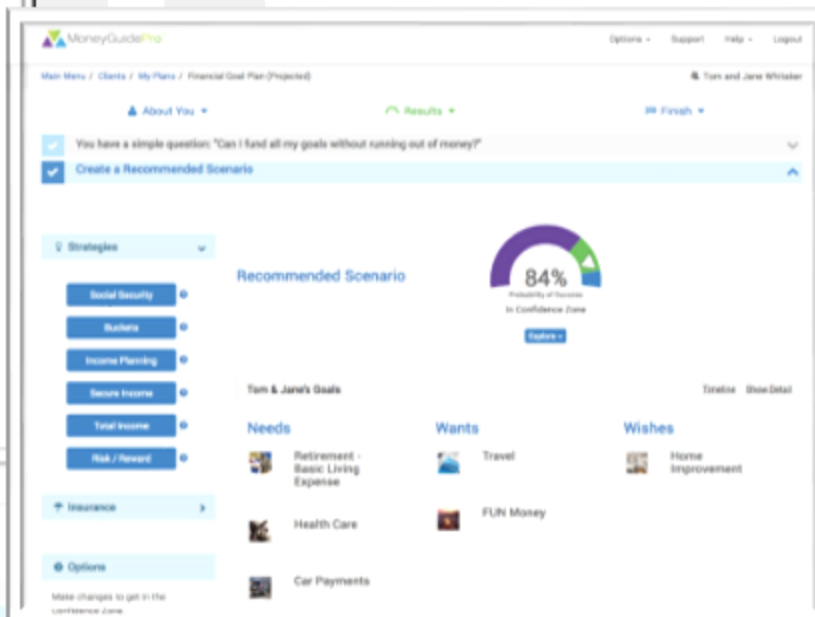 MoneyGuidePro
Options Support Help Logout
Main Menu / Clients / My Plans / Financial Goal Plan (Projected)
Tom and Jane Whitaker
About You
Results
Finish
You have a simple question: "Can I fund all my goals without running out of money?"
Create a Recommended Scenario
Strategies
Social Security
Buckets
Income Planning
Secure Income
Total Income
Risk / Reward
Insurance
Options
Make changes to get in the
Confidence Zone.
Recommended Scenario
84%
Probability of Success
In Confidence Zone
Explore
Tom & Jane's Goals
Timeline Show Detail
Needs
Retirement -
Basic Living
Expense
Health Care
Car Payments
Wants
Travel
FUN Money
Wishes
Home
Improvement